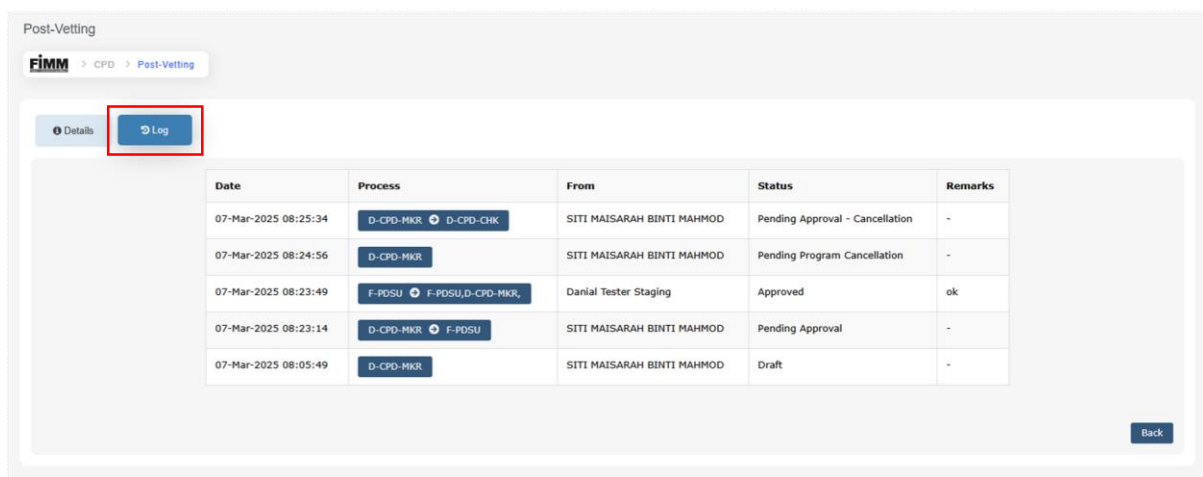 Post-Vetting
FiMM > CPD > Post-Vetting
Details Log
Date Process From Status Remarks
07-Mar-2025 08:25:34 D-CPD-MKR D-CPD-CHK SITI MAISARAH BINTI MAHMOD Pending Approval - Cancellation -
07-Mar-2025 08:24:56 D-CPD-MKR SITI MAISARAH BINTI MAHMOD Pending Program Cancellation -
07-Mar-2025 08:23:49 F-PDSU F-PDSU,D-CPD-MKR, Danial Tester Staging Approved ok
07-Mar-2025 08:23:14 D-CPD-MKR F-PDSU SITI MAISARAH BINTI MAHMOD Pending Approval -
07-Mar-2025 08:05:49 D-CPD-MKR SITI MAISARAH BINTI MAHMOD Draft -
Back